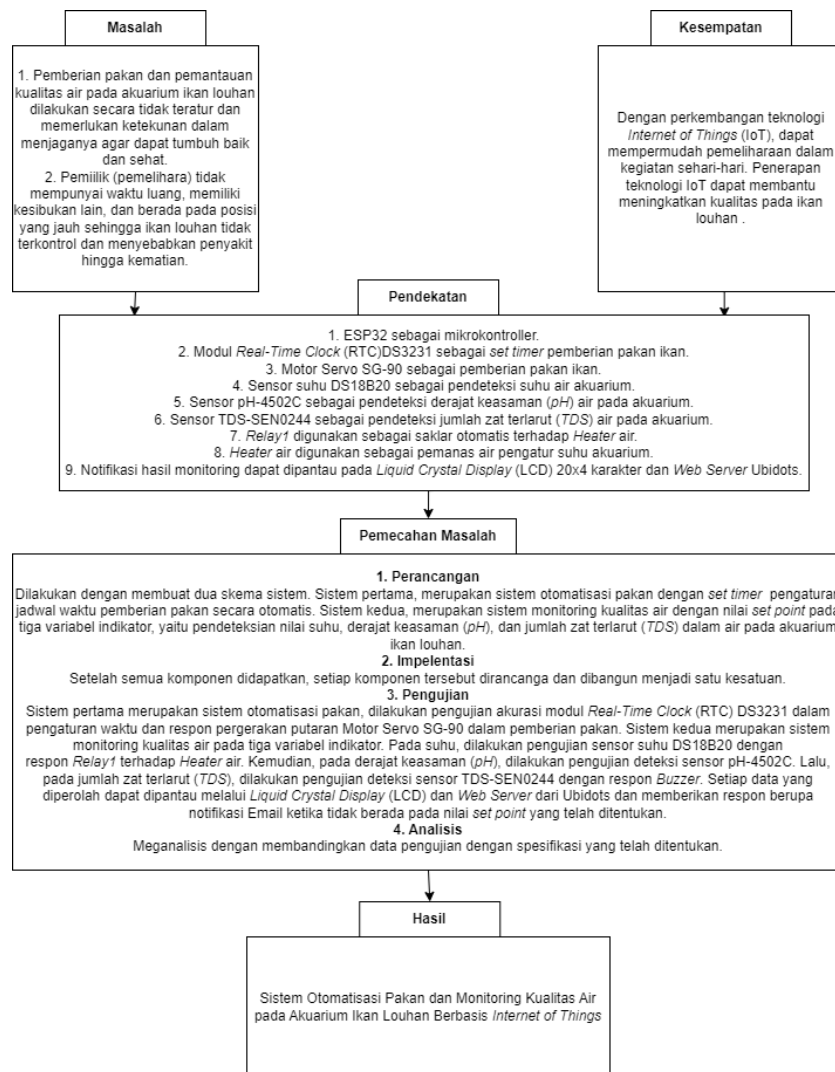 Masalah
1. Pemberian pakan dan pemantauan
kualitas air pada akuarium ikan louhan
dilakukan secara tidak teratur dan
memerlukan ketekunan dalam
menjaganya agar dapat tumbuh baik
dan sehat.
2. Pemiilik (pemelihara) tidak
mempunyai waktu luang, memiliki
kesibukan lain, dan berada pada posisi
yang jauh sehingga ikan louhan tidak
terkontrol dan menyebabkan penyakit
hingga kematian.
Kesempatan
Dengan perkembangan teknologi
Internet of Things (IoT), dapat
mempermudah pemeliharaan dalam
kegiatan sehari-hari. Penerapan
teknologi IoT dapat membantu
meningkatkan kualitas pada ikan
louhan .
Pendekatan
1. ESP32 sebagai mikrokontroller.
2. Modul Real-Time Clock (RTC)DS3231 sebagai set timer pemberian pakan ikan.
3. Motor Servo SG-90 sebagai pemberian pakan ikan.
4. Sensor suhu DS18B20 sebagai pendeteksi suhu air akuarium.
5. Sensor pH-4502C sebagai pendeteksi derajat keasaman (pH) air pada akuarium.
6. Sensor TDS-SEN0244 sebagai pendeteksi jumlah zat terlarut (TDS) air pada akuarium.
7. Relay1 digunakan sebagai saklar otomatis terhadap Heater air.
8. Heater air digunakan sebagai pemanas air pengatur suhu akuarium.
9. Notifikasi hasil monitoring dapat dipantau pada Liquid Crystal Display (LCD) 20x4 karakter dan Web Server Ubidots.
Pemecahan Masalah
1. Perancangan
Dilakukan dengan membuat dua skema sistem. Sistem pertama, merupakan sistem otomatisasi pakan dengan set timer pengaturan
jadwal waktu pemberian pakan secara otomatis. Sistem kedua, merupakan sistem monitoring kualitas air dengan nilai set point pada
tiga variabel indikator, yaitu pendeteksian nilai suhu, derajat keasaman (pH), dan jumlah zat terlarut (TDS) dalam air pada akuarium
ikan louhan.
2. Impelentasi
Setelah semua komponen didapatkan, setiap komponen tersebut dirancanga dan dibangun menjadi satu kesatuan.
3. Pengujian
Sistem pertama merupakan sistem otomatisasi pakan, dilakukan pengujian akurasi modul Real-Time Clock (RTC) DS3231 dalam
pengaturan waktu dan respon pergerakan putaran Motor Servo SG-90 dalam pemberian pakan. Sistem kedua merupakan sistem
monitoring kualitas air pada tiga variabel indikator. Pada suhu, dilakukan pengujian sensor suhu DS18B20 dengan
respon Relay1 terhadap Heater air. Kemudian, pada derajat keasaman (pH), dilakukan pengujian deteksi sensor pH-4502C. Lalu,
pada jumlah zat terlarut (TDS), dilakukan pengujian deteksi sensor TDS-SEN0244 dengan respon Buzzer. Setiap data yang
diperolah dapat dipantau melalui Liquid Crystal Display (LCD) dan Web Server dari Ubidots dan memberikan respon berupa
notifikasi Email ketika tidak berada pada nilai set point yang telah ditentukan.
4. Analisis
Meganalisis dengan membandingkan data pengujian dengan spesifikasi yang telah ditentukan.
Hasil
Sistem Otomatisasi Pakan dan Monitoring Kualitas Air
pada Akuarium Ikan Louhan Berbasis Internet of Things